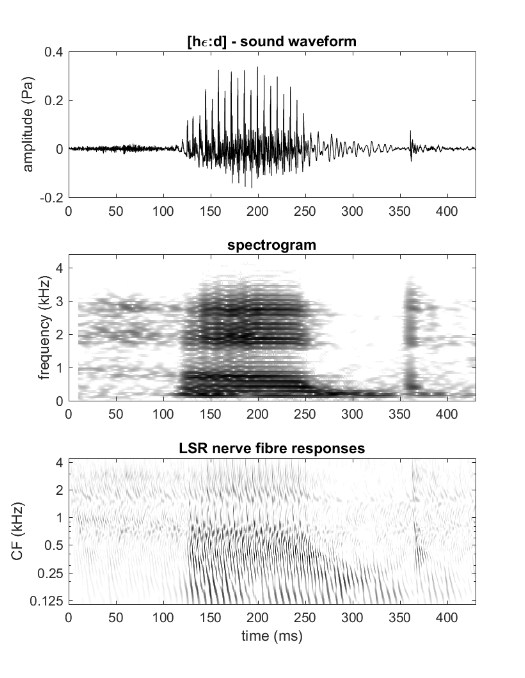 [hɛ:d] - sound waveform
0.4
0.2
0
-0.2
amplitude (Pa)
0 50 100 150 200 250 300 350 400
spectrogram
4
3
2
1
0
frequency (kHz)
0 50 100 150 200 250 300 350 400
LSR nerve fibre responses
4
2
1
0.5
0.25
0.125
CF (kHz)
0 50 100 150 200 250 300 350 400
time (ms)